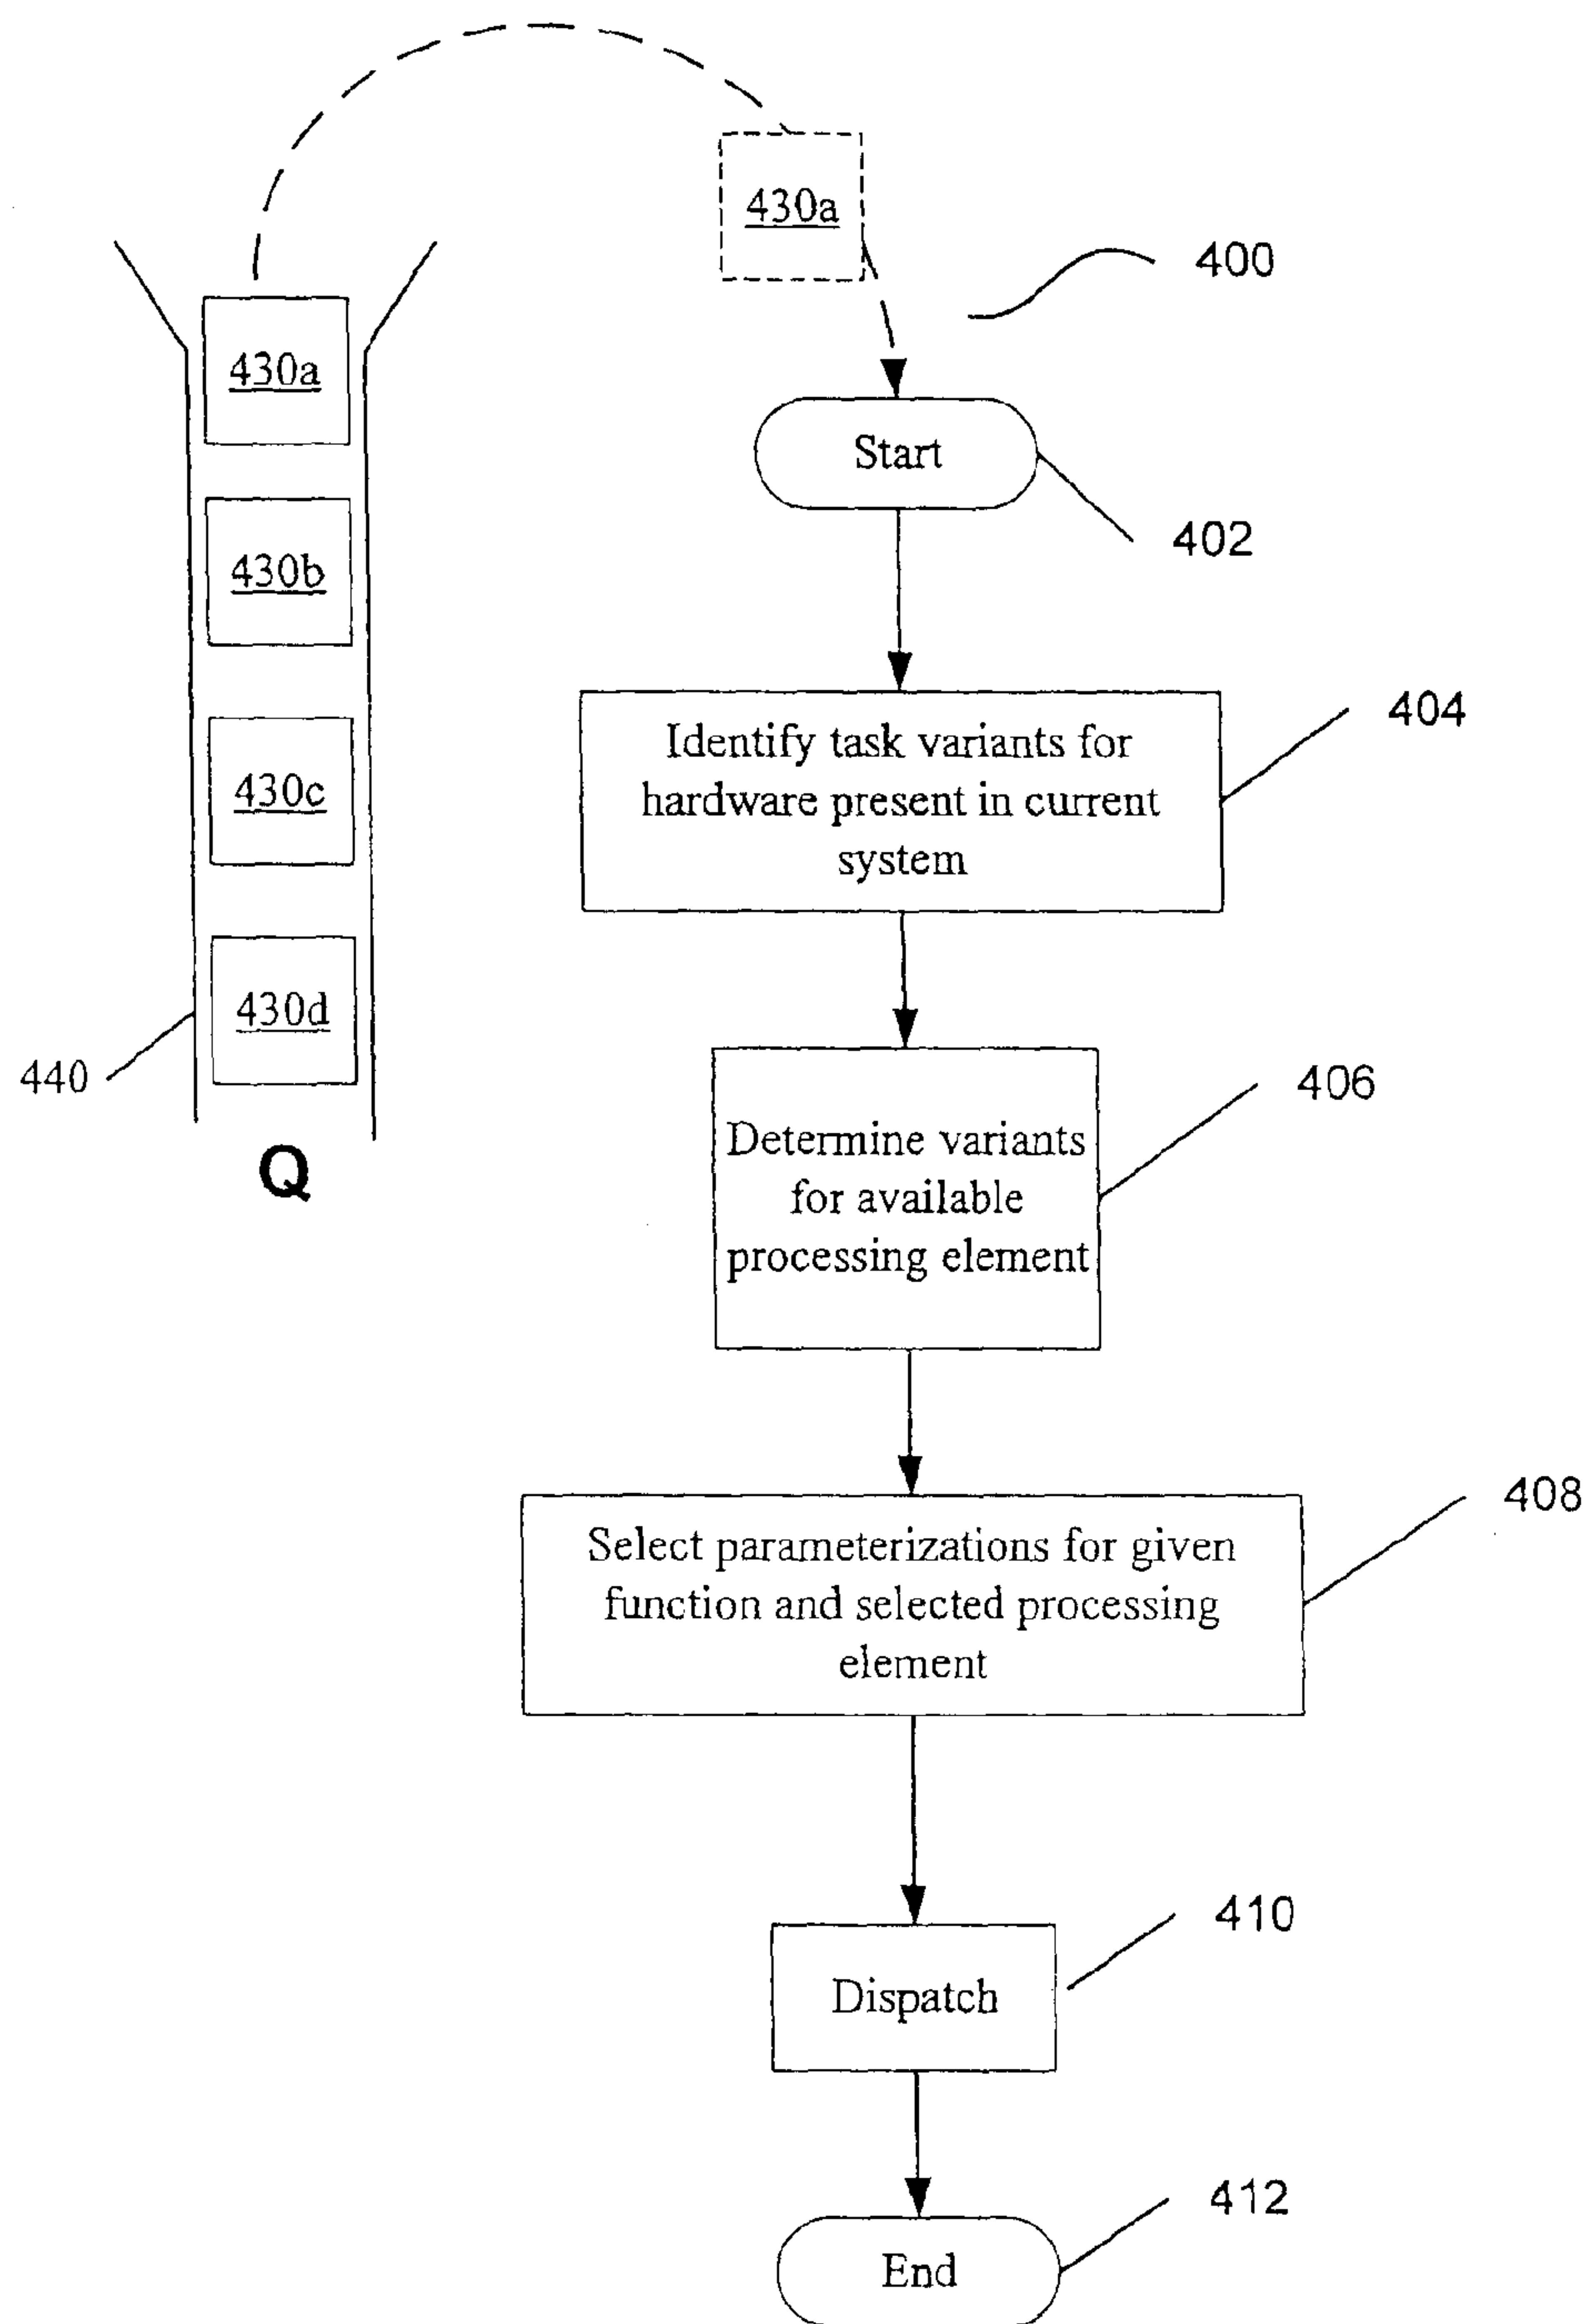 430a
400
430a
Start
402
430b
404
Identify task variants for
hardware present in current
system
430c
430d
440
406
Determine variants
for available
processing element
Q
408
Select parameterizations for given
function and selected processing
element
410
Dispatch
412
End